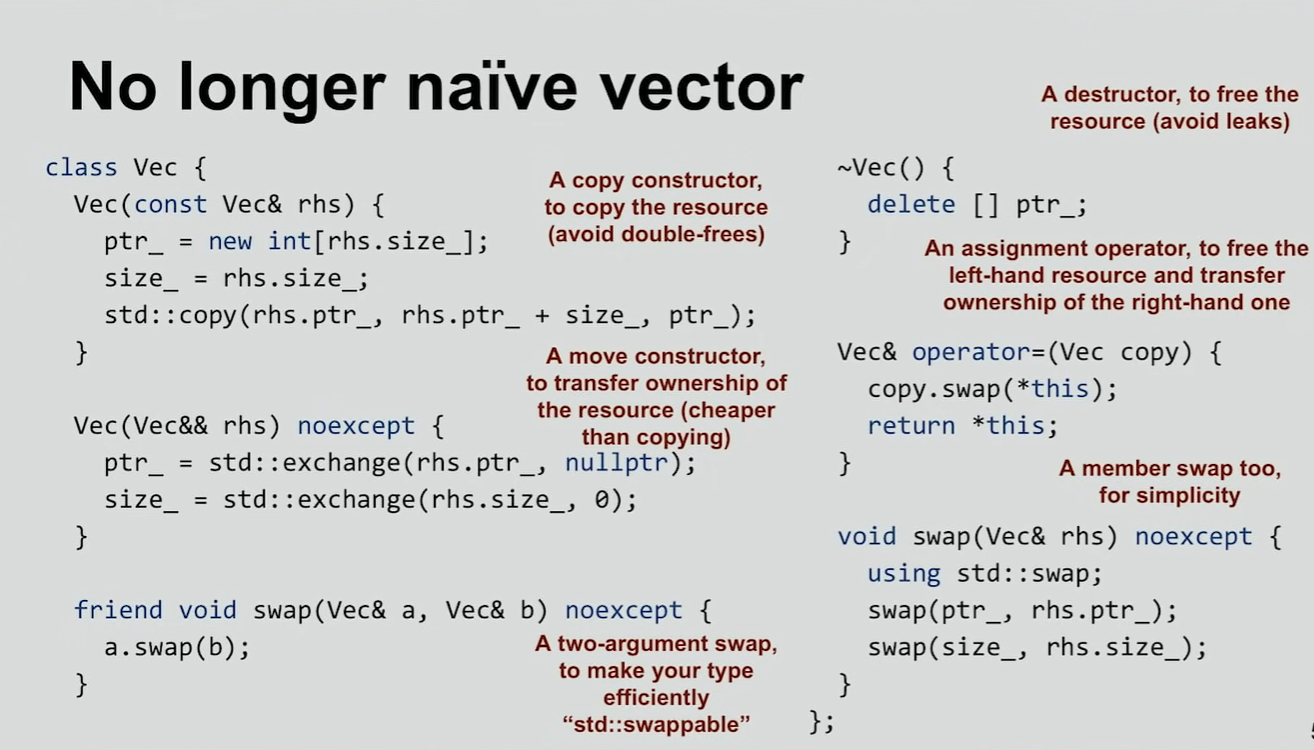 No longer naïve vector
class Vec {
Vec(const Vec& rhs) {
ptr_ = new int[rhs.size_];
size_ = rhs.size_;
std::copy(rhs.ptr_, rhs.ptr_ + size_, ptr_);
}
A copy constructor,
to copy the resource
(avoid double-frees)
Vec(Vec&& rhs) noexcept {
ptr_ = std::exchange(rhs.ptr_, nullptr);
size_ = std::exchange(rhs.size_, 0);
}
A move constructor,
to transfer ownership of
the resource (cheaper
than copying)
friend void swap(Vec& a, Vec& b) noexcept {
a.swap(b);
}
A two-argument swap,
to make your type
efficiently
“std::swappable”
A destructor, to free the
resource (avoid leaks)
~Vec() {
delete [] ptr_;
}
An assignment operator, to free the
left-hand resource and transfer
ownership of the right-hand one
Vec& operator=(Vec copy) {
copy.swap(*this);
return *this;
}
A member swap too,
for simplicity
void swap(Vec& rhs) noexcept {
using std::swap;
swap(ptr_, rhs.ptr_);
swap(size_, rhs.size_);
}
};